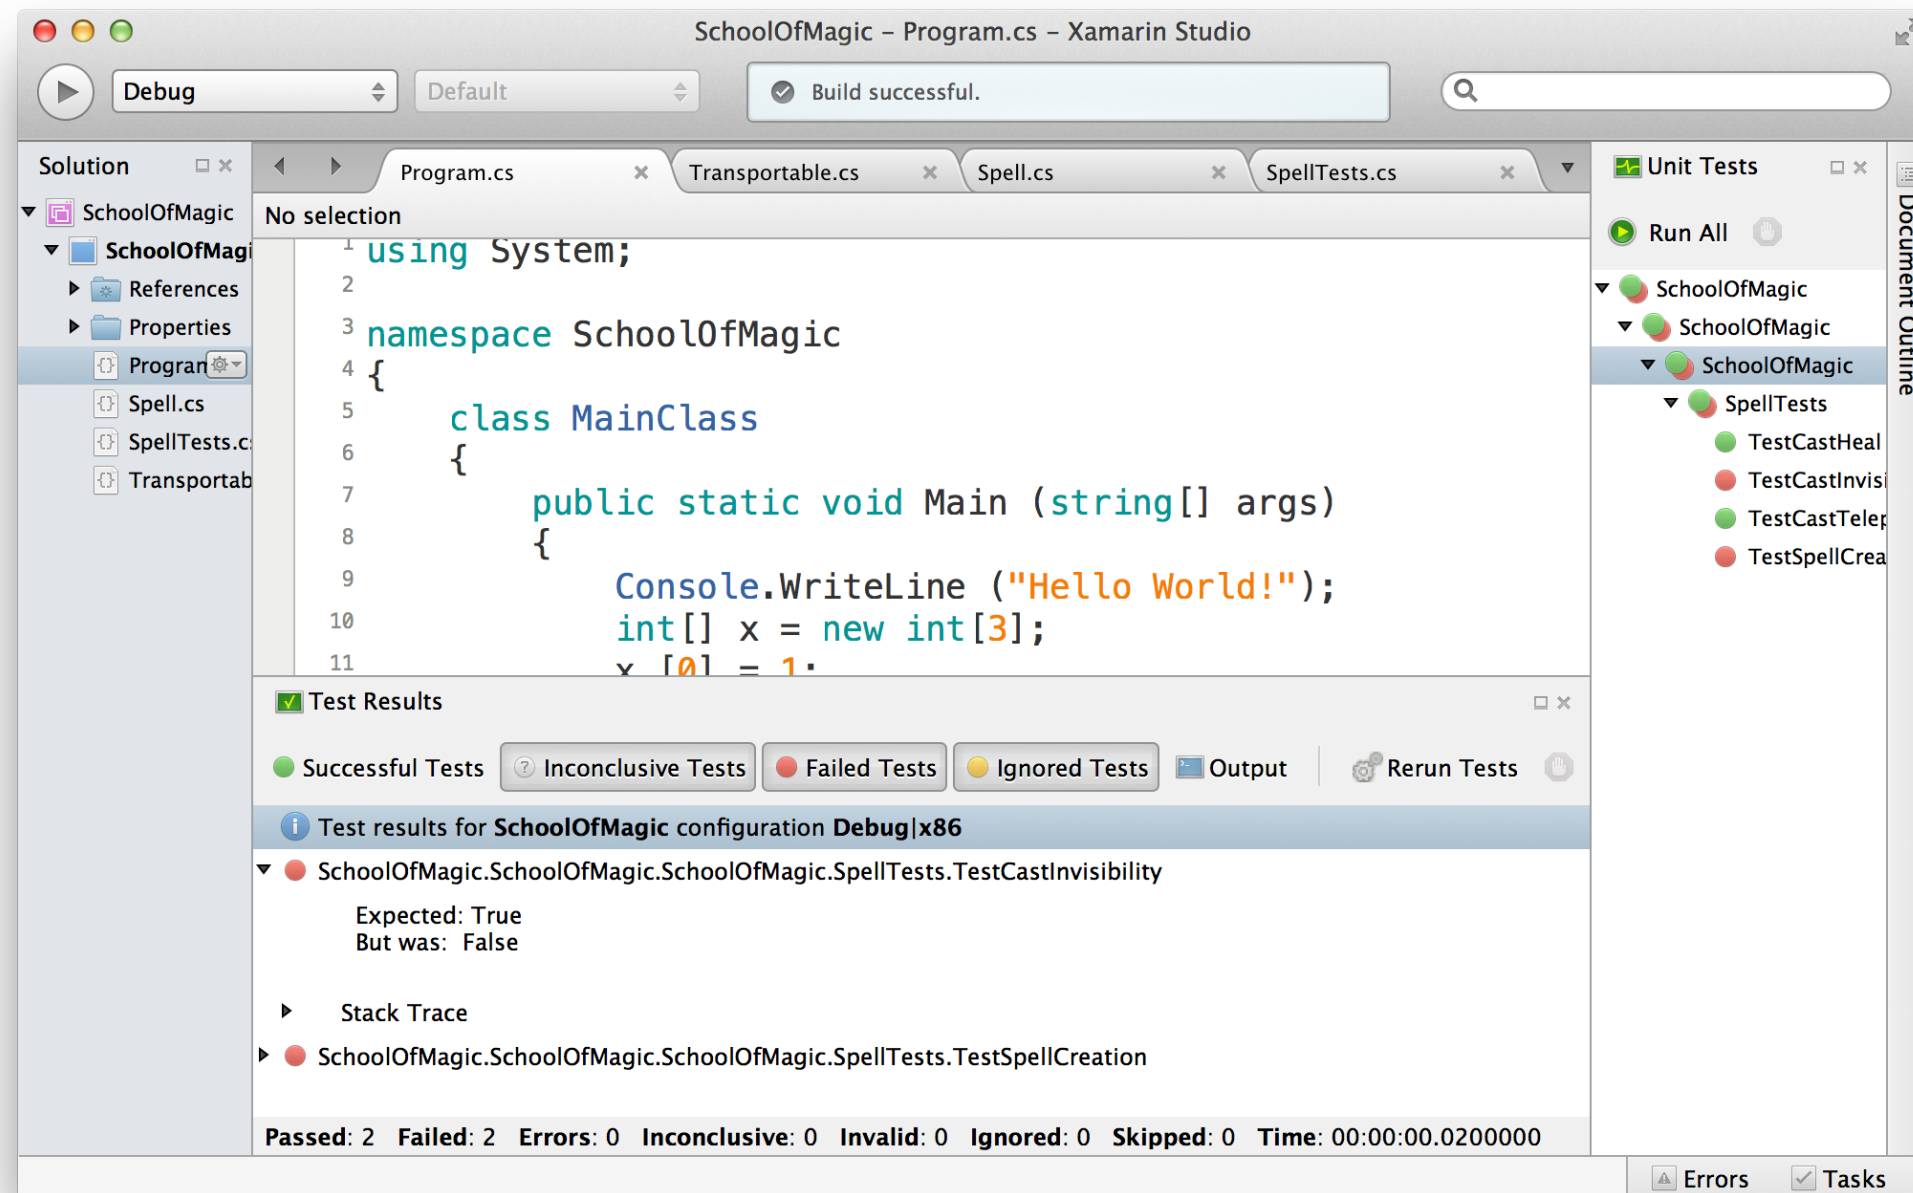 SchoolOfMagic – Program.cs – Xamarin Studio
Debug
Default
Build successful.
Solution
SchoolOfMagic
SchoolOfMagi
References
Properties
Program
Spell.cs
SpellTests.cs
Transportab
Program.cs
Transportable.cs
Spell.cs
SpellTests.cs
No selection
1 using System;
2
3 namespace SchoolOfMagic
4 {
5 class MainClass
6 {
7 public static void Main (string[] args)
8 {
9 Console.WriteLine ("Hello World!");
10 int[] x = new int[3];
11 x [0] = 1;
Test Results
Successful Tests
Inconclusive Tests
Failed Tests
Ignored Tests
Output
Rerun Tests
Test results for SchoolOfMagic configuration Debug|x86
SchoolOfMagic.SchoolOfMagic.SchoolOfMagic.SpellTests.TestCastInvisibility
Expected: True
But was: False
Stack Trace
SchoolOfMagic.SchoolOfMagic.SchoolOfMagic.SpellTests.TestSpellCreation
Passed: 2 Failed: 2 Errors: 0 Inconclusive: 0 Invalid: 0 Ignored: 0 Skipped: 0 Time: 00:00:00.0200000
Unit Tests
Run All
SchoolOfMagic
SchoolOfMagic
SchoolOfMagic
SpellTests
TestCastHeal
TestCastInvisi
TestCastTelep
TestSpellCrea
Document Outline
Errors
Tasks